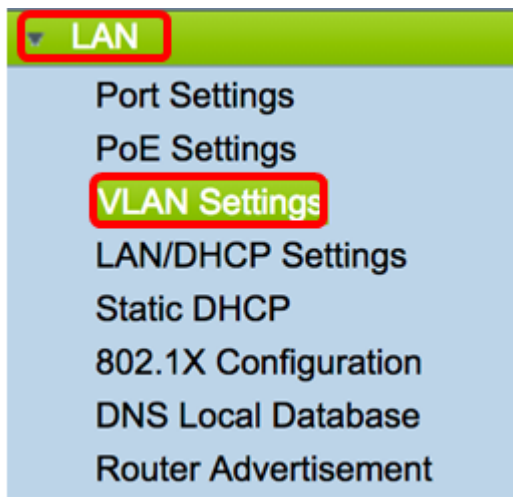 LAN
Port Settings
PoE Settings
VLAN Settings
LAN/DHCP Settings
Static DHCP
802.1X Configuration
DNS Local Database
Router Advertisement